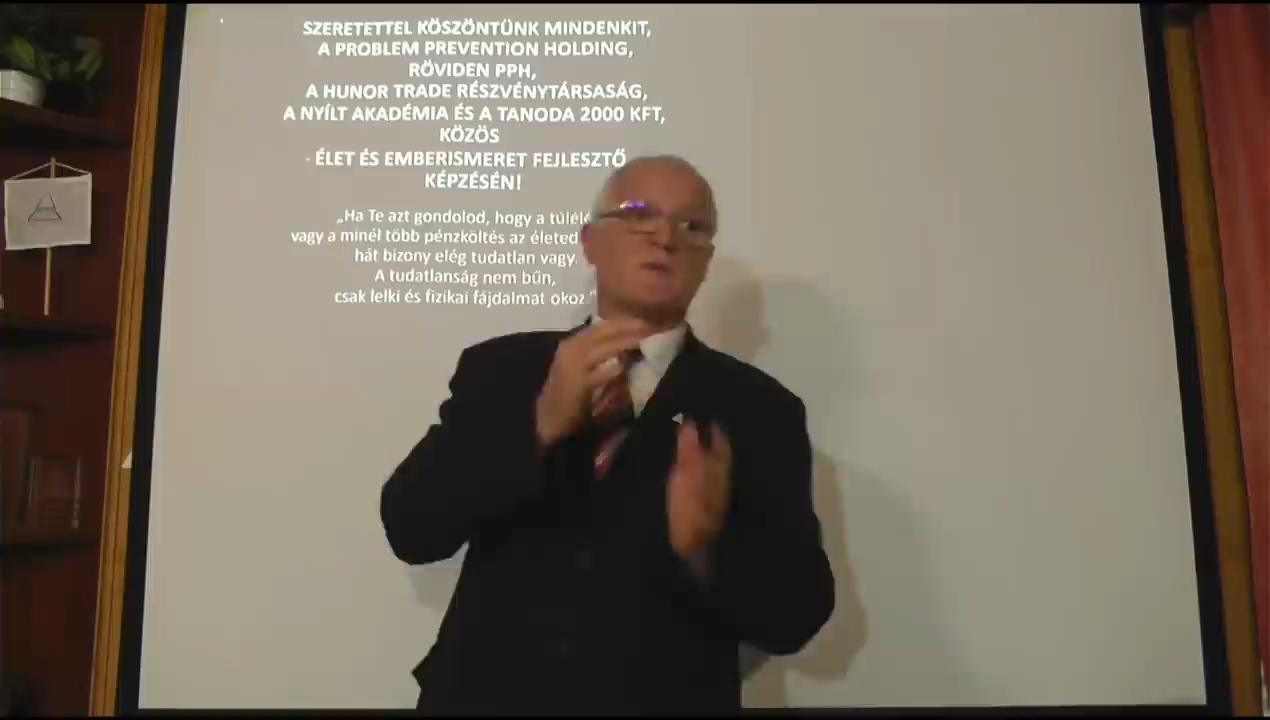 SZERETETTEL KÖSZÖNTÜNK MINDENKIT,
A PROBLEM PREVENTION HOLDING,
RÖVIDEN PPH,
A HUNOR TRADE RÉSZVÉNYTÁRSASÁG,
A NYÍLT AKADÉMIA ÉS A TANODA 2000 KFT,
KÖZÖS
- ÉLET ÉS EMBERISMERET FEJLESZTŐ
KÉPZÉSÉN!
„Ha Te azt gondolod, hogy a
vagy a minél több pénzköltés az életed
hát bizony elég tudatlan vagy.
A tudatlanság nem bűn,
csak lelki és fizikai fájdalmat okoz."